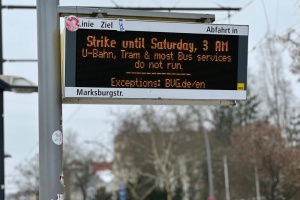 Linie Ziel Abfahrt in
Strike until Saturday, 3 AM
U-Bahn, Tram & most Bus services
do not run.
--------------
Exceptions: BVG.de/en
Marksburgstr.